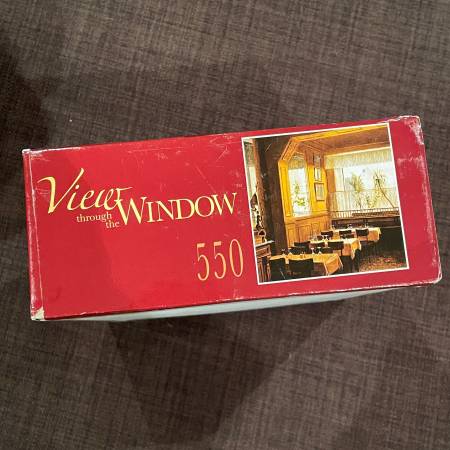 View
through
the WINDOW™
550